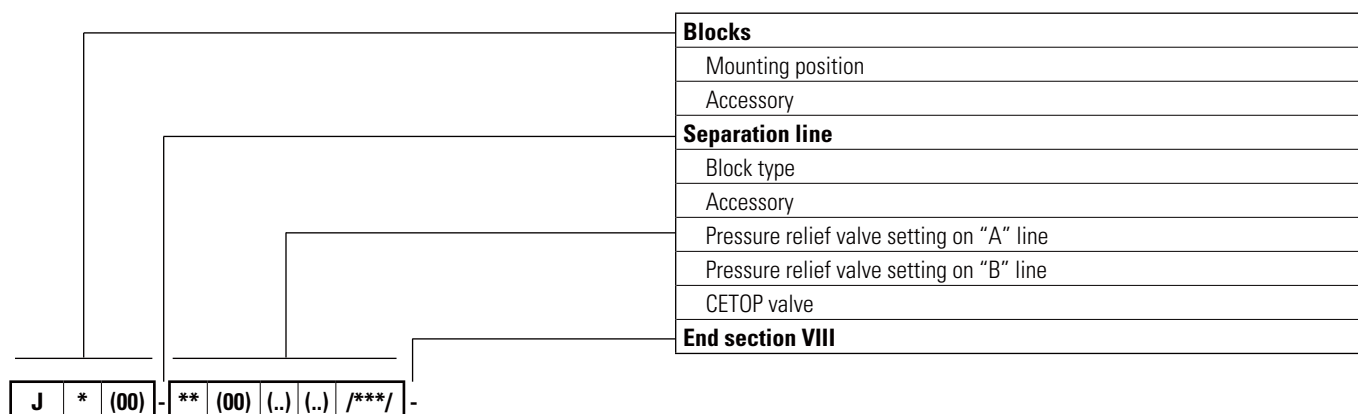 Blocks
Mounting position
Accessory
Separation line
Block type
Accessory
Pressure relief valve setting on “A” line
Pressure relief valve setting on “B” line
CETOP valve
End section VIII
J * (00) - ** (00) (..) (..) /***/ -